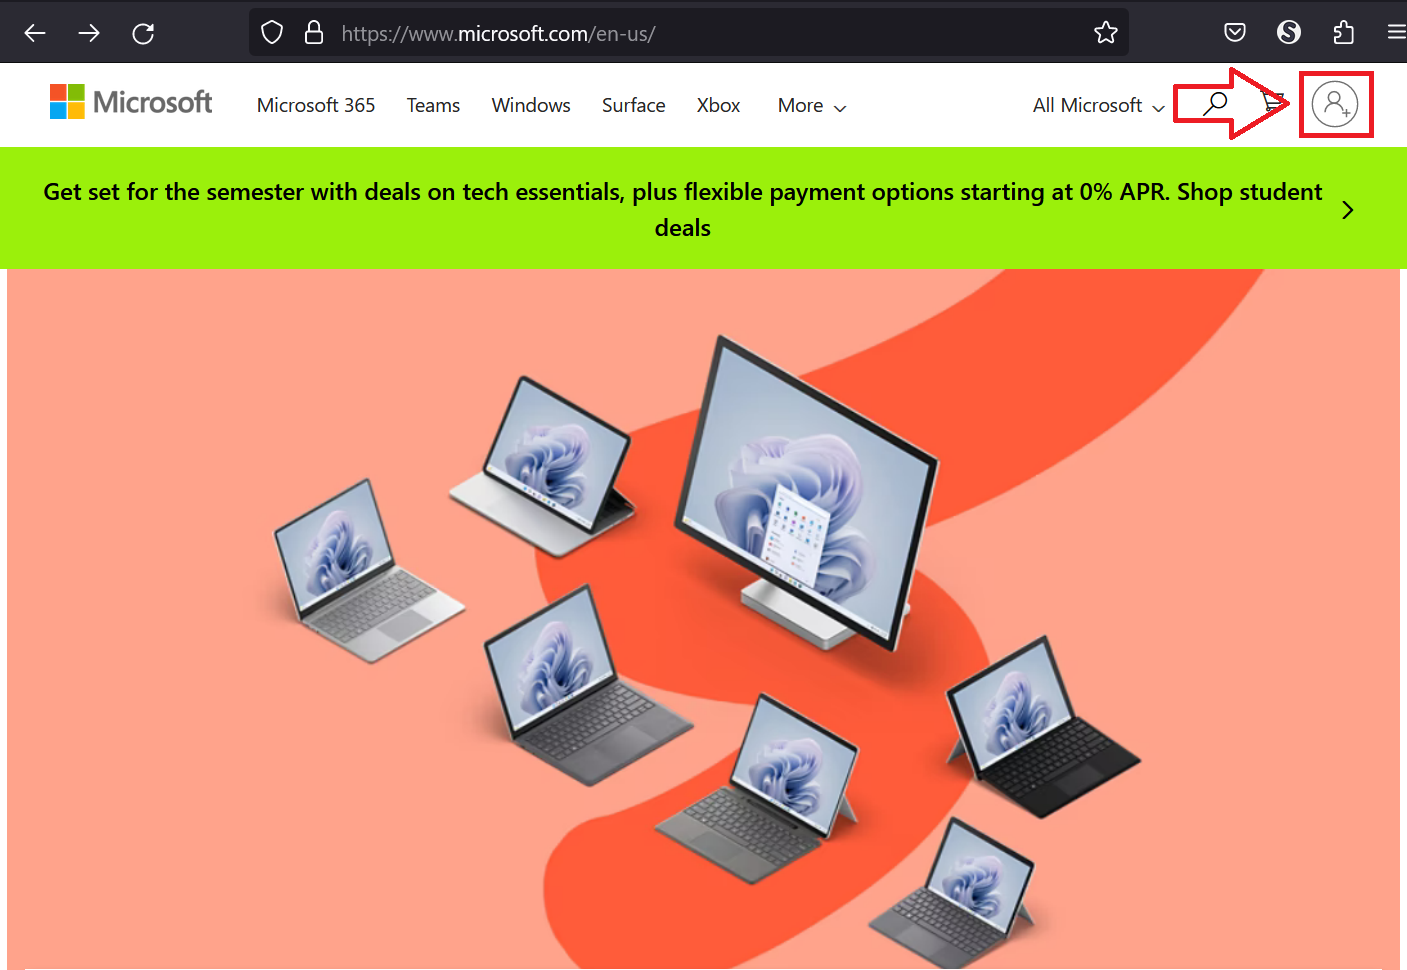 https://www.microsoft.com/en-us/
Microsoft Microsoft 365 Teams Windows Surface Xbox More All Microsoft
Get set for the semester with deals on tech essentials, plus flexible payment options starting at 0% APR. Shop student
deals